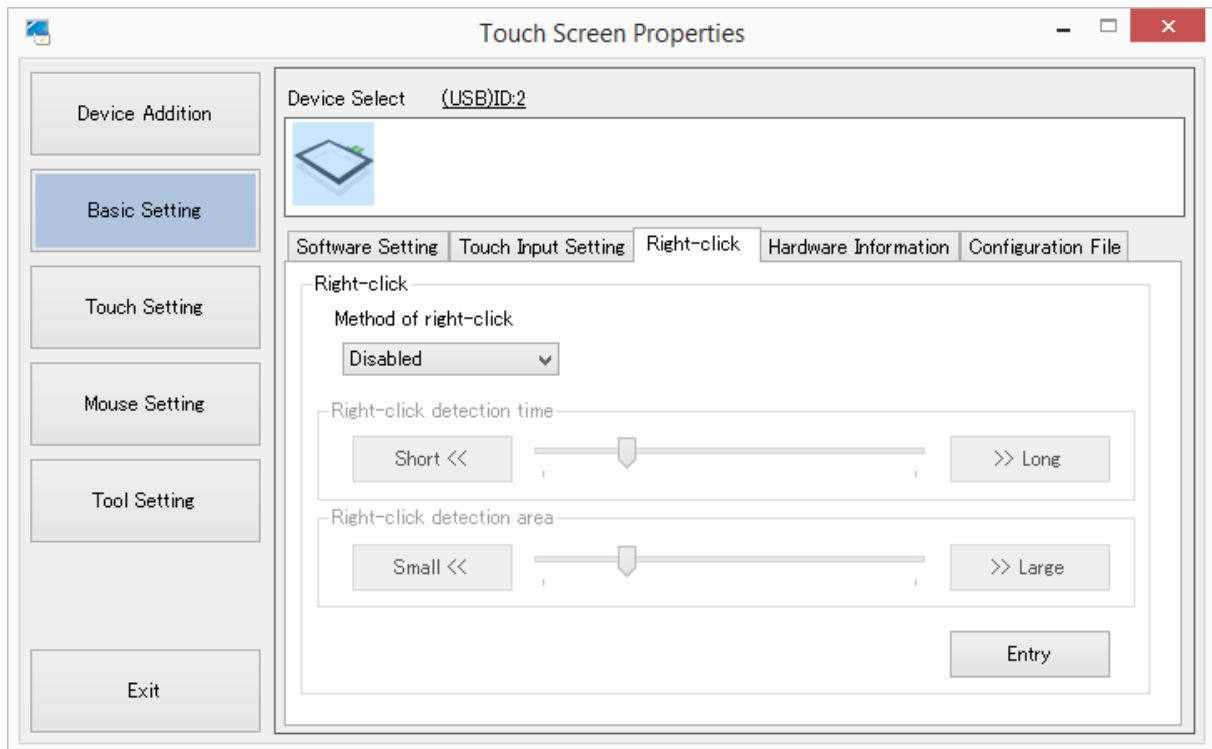 Touch Screen Properties
Device Addition
Basic Setting
Touch Setting
Mouse Setting
Tool Setting
Exit
Device Select (USB)ID:2
Software Setting Touch Input Setting Right-click Hardware Information Configuration File
Right-click
Method of right-click
Disabled
Right-click detection time
Short << >> Long
Right-click detection area
Small << >> Large
Entry